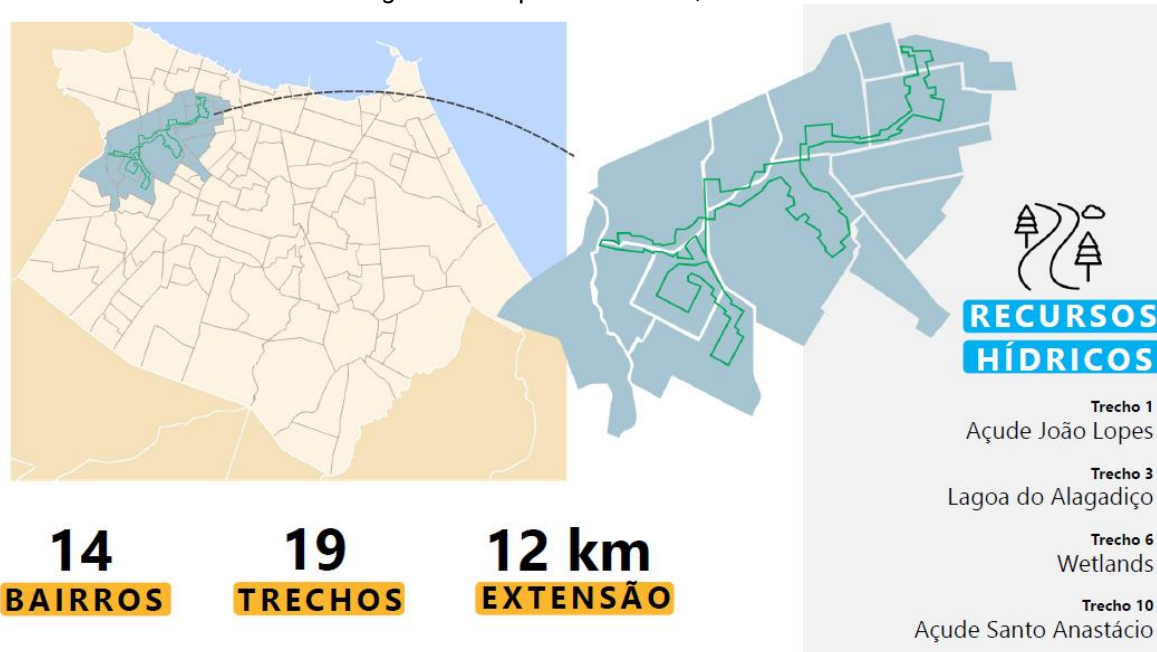 14
BAIRROS
19
TRECHOS
12 km
EXTENSÃO
RECURSOS
HÍDRICOS
Trecho 1
Açude João Lopes
Trecho 3
Lagoa do Alagadiço
Trecho 6
Wetlands
Trecho 10
Açude Santo Anastácio